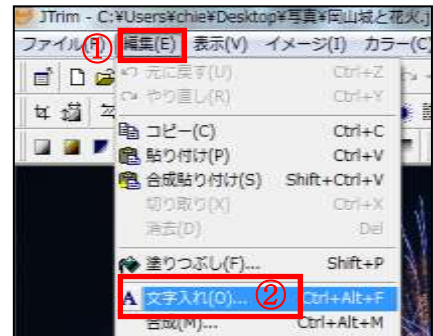 JTrim - C:¥Users¥chie¥Desktop¥写真¥岡山城と花火.j
ファイル(F) 編集(E) 表示(V) イメージ(I) カラー(C)
①
元に戻す(U) Ctrl+Z
やり直し(R) Ctrl+Y
コピー(C) Ctrl+C
貼り付け(P) Ctrl+V
合成貼り付け(S) Shift+Ctrl+V
切り取り(X) Ctrl+X
消去(D) Del
塗りつぶし(F)... Shift+P
A 文字入れ(O)... ② Ctrl+Alt+F
合成(M)... Ctrl+Alt+M